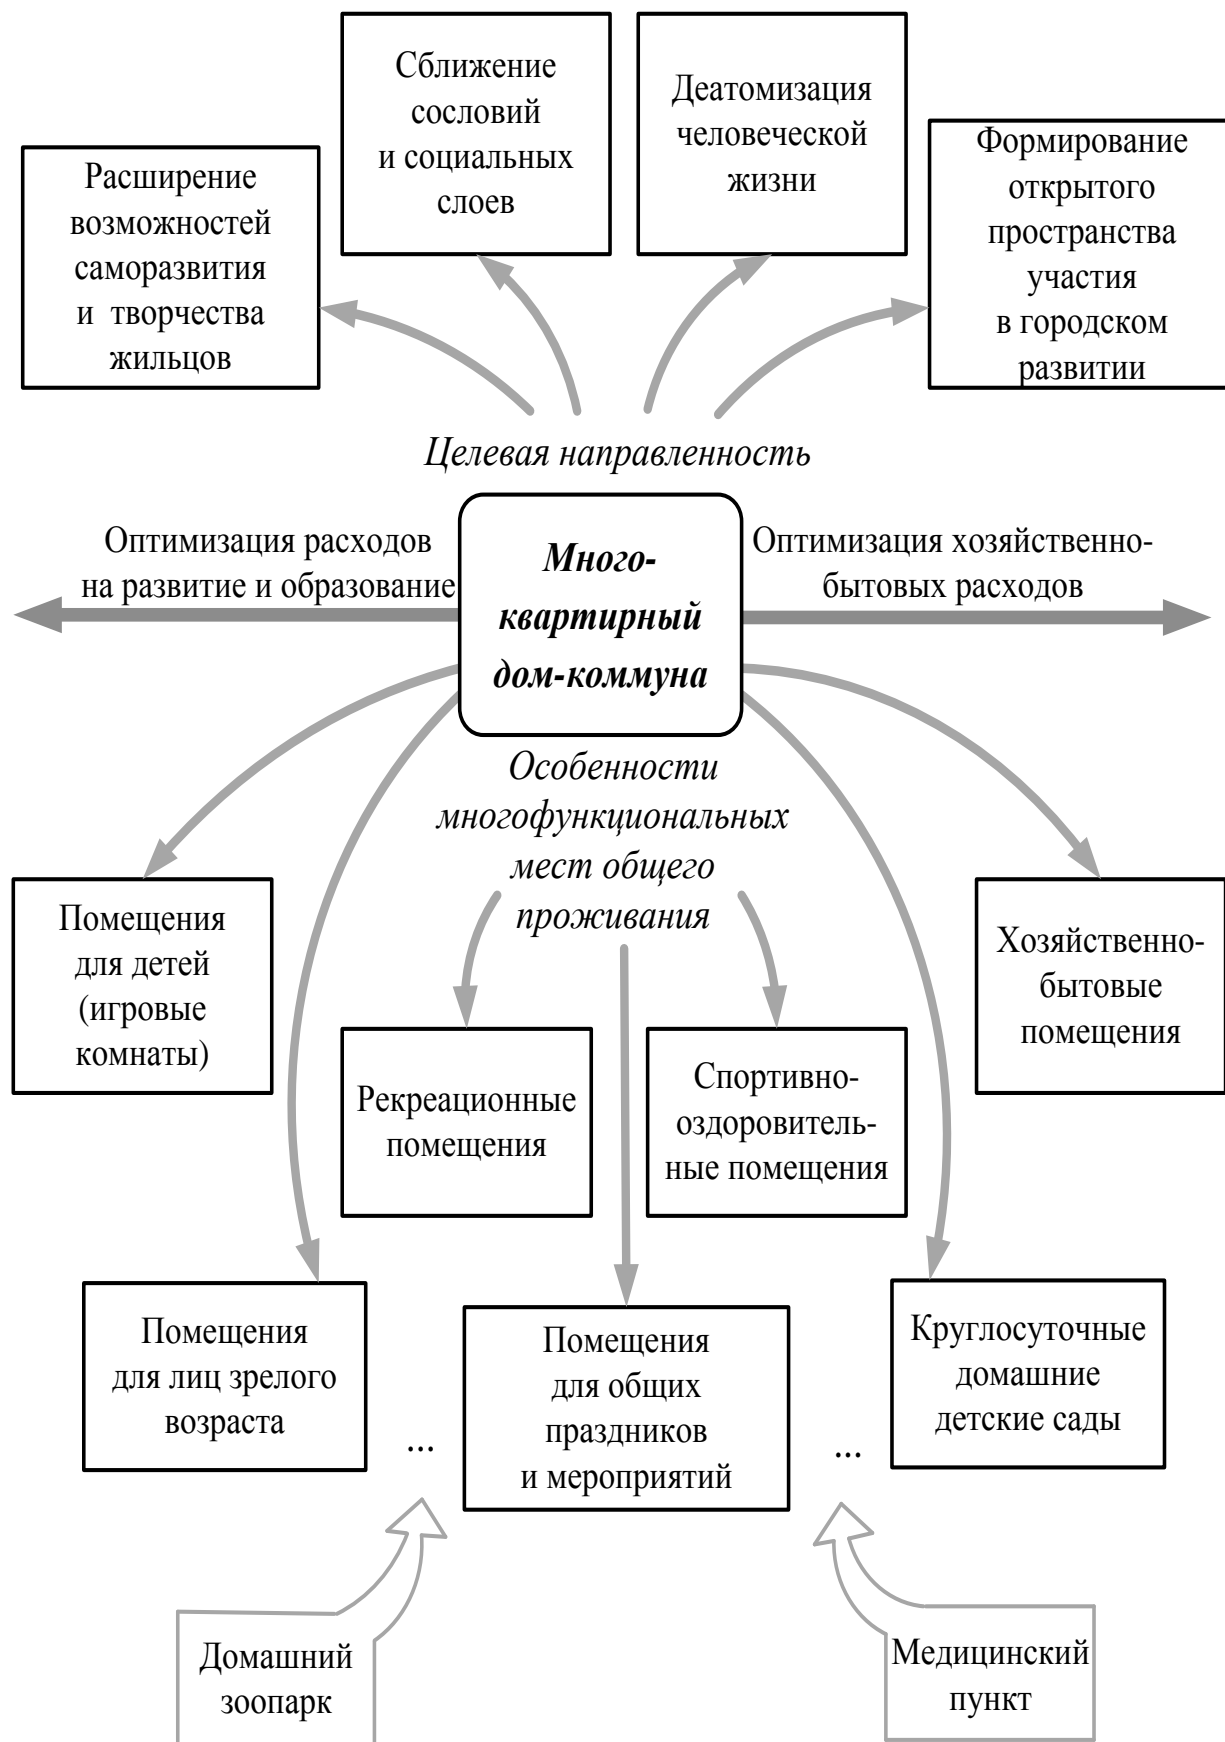 Сближение
сословий
и социальных
слоев
Деатомизация
человеческой
жизни
Расширение
возможностей
саморазвития
и творчества
жильцов
Формирование
открытого
пространства
участия
в городском
развитии
Целевая направленность
Оптимизация расходов
на развитие и образование
Много-
квартирный
дом-коммуна
Оптимизация хозяйственно-
бытовых расходов
Особенности
многофункциональных
мест общего
проживания
Помещения
для детей
(игровые
комнаты)
Хозяйственно-
бытовые
помещения
Рекреационные
помещения
Спортивно-
оздоровитель-
ные помещения
Помещения
для лиц зрелого
возраста
...
Помещения
для общих
праздников
и мероприятий
...
Круглосуточные
домашние
детские сады
Домашний
зоопарк
Медицинский
пункт